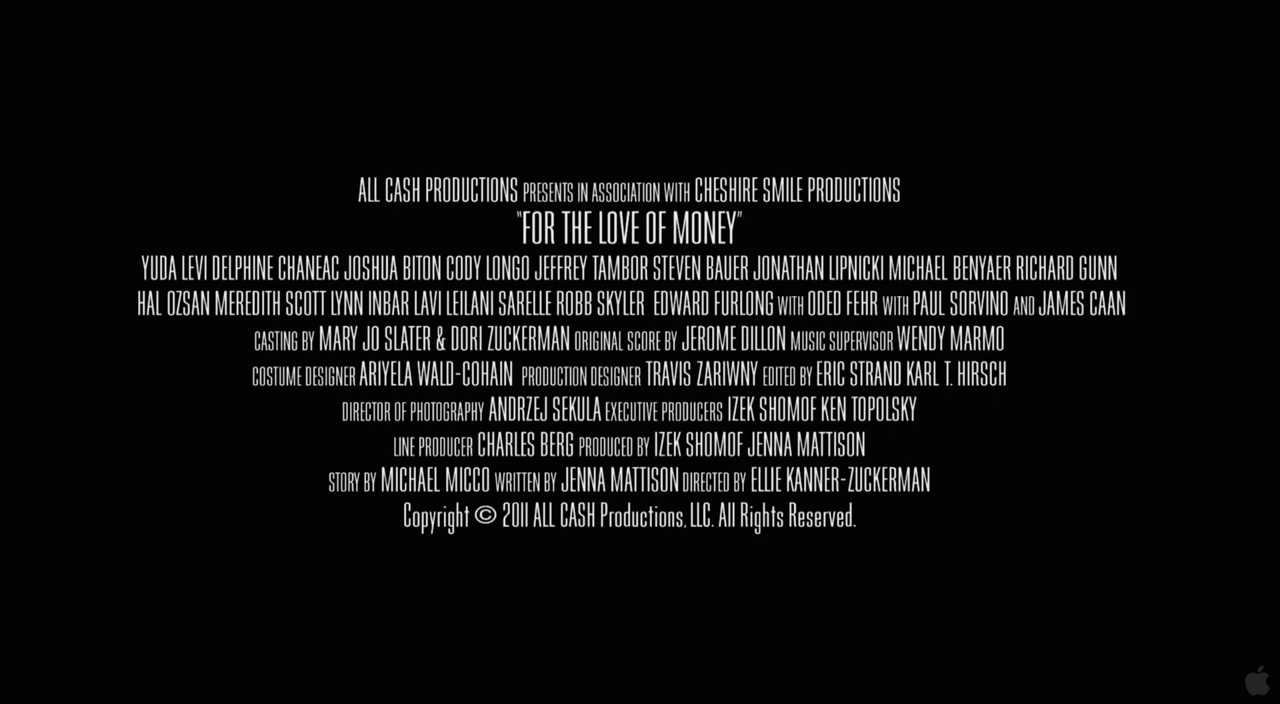 ALL CASH PRODUCTIONS PRESENTS IN ASSOCIATION WITH CHESHIRE SMILE PRODUCTIONS
"FOR THE LOVE OF MONEY"
YUDA LEVI DELPHINE CHANEAC JOSHUA BITON CODY LONGO JEFFREY TAMBOR STEVEN BAUER JONATHAN LIPNICKI MICHAEL BENYAER RICHARD GUNN
HAL OZSAN MEREDITH SCOTT LYNN INBAR LAVI LEILANI SARELLE ROBB SKYLER EDWARD FURLONG WITH ODED FEHR WITH PAUL SORVINO AND JAMES CAAN
CASTING BY MARY JO SLATER & DORI ZUCKERMAN ORIGINAL SCORE BY JEROME DILLON MUSIC SUPERVISOR WENDY MARMO
COSTUME DESIGNER ARIYELA WALD-COHAIN PRODUCTION DESIGNER TRAVIS ZARIWNY EDITED BY ERIC STRAND KARL T. HIRSCH
DIRECTOR OF PHOTOGRAPHY ANDRZEJ SEKULA EXECUTIVE PRODUCERS IZEK SHOMOF KEN TOPOLSKY
LINE PRODUCER CHARLES BERG PRODUCED BY IZEK SHOMOF JENNA MATTISON
STORY BY MICHAEL MICCO WRITTEN BY JENNA MATTISON DIRECTED BY ELLIE KANNER-ZUCKERMAN
Copyright © 2011 ALL CASH Productions, LLC. All Rights Reserved.